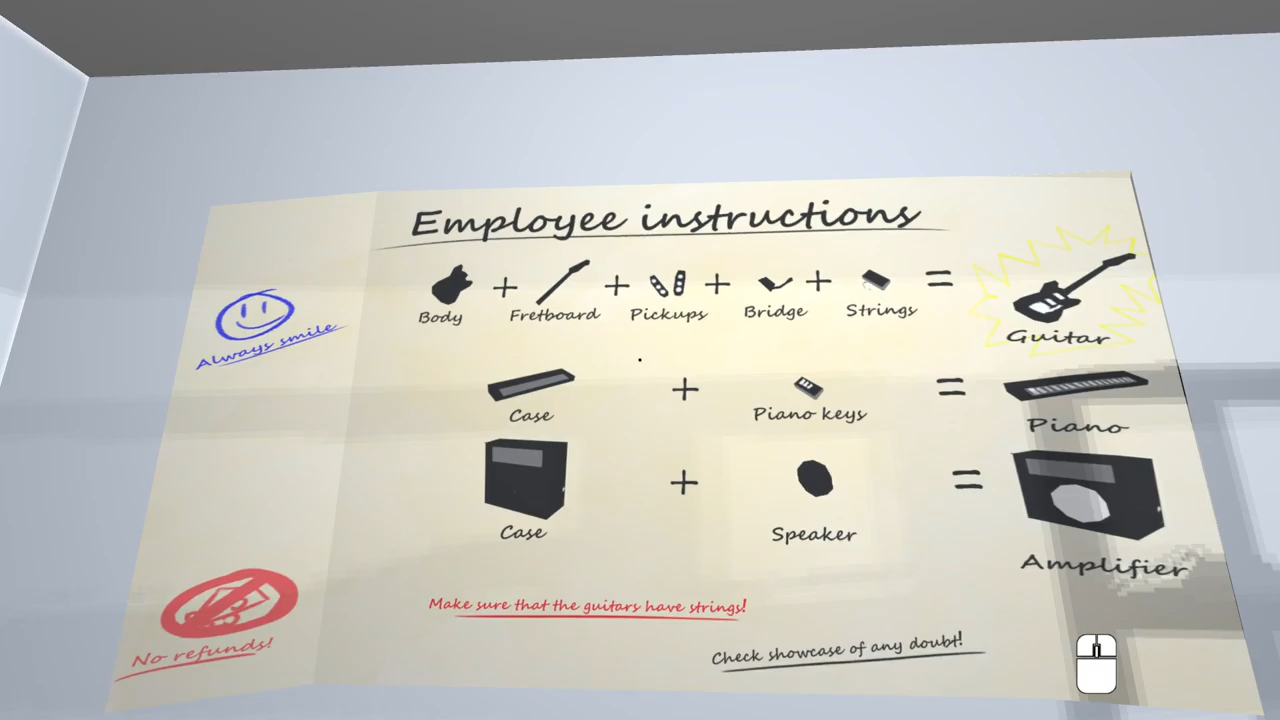 Employee instructions
Body + Fretboard + Pickups + Bridge + Strings = Guitar
Always smile
Case + Piano keys = Piano
Case + Speaker = Amplifier
Make sure that the guitars have strings!
No refunds!
Check showcase of any doubt!